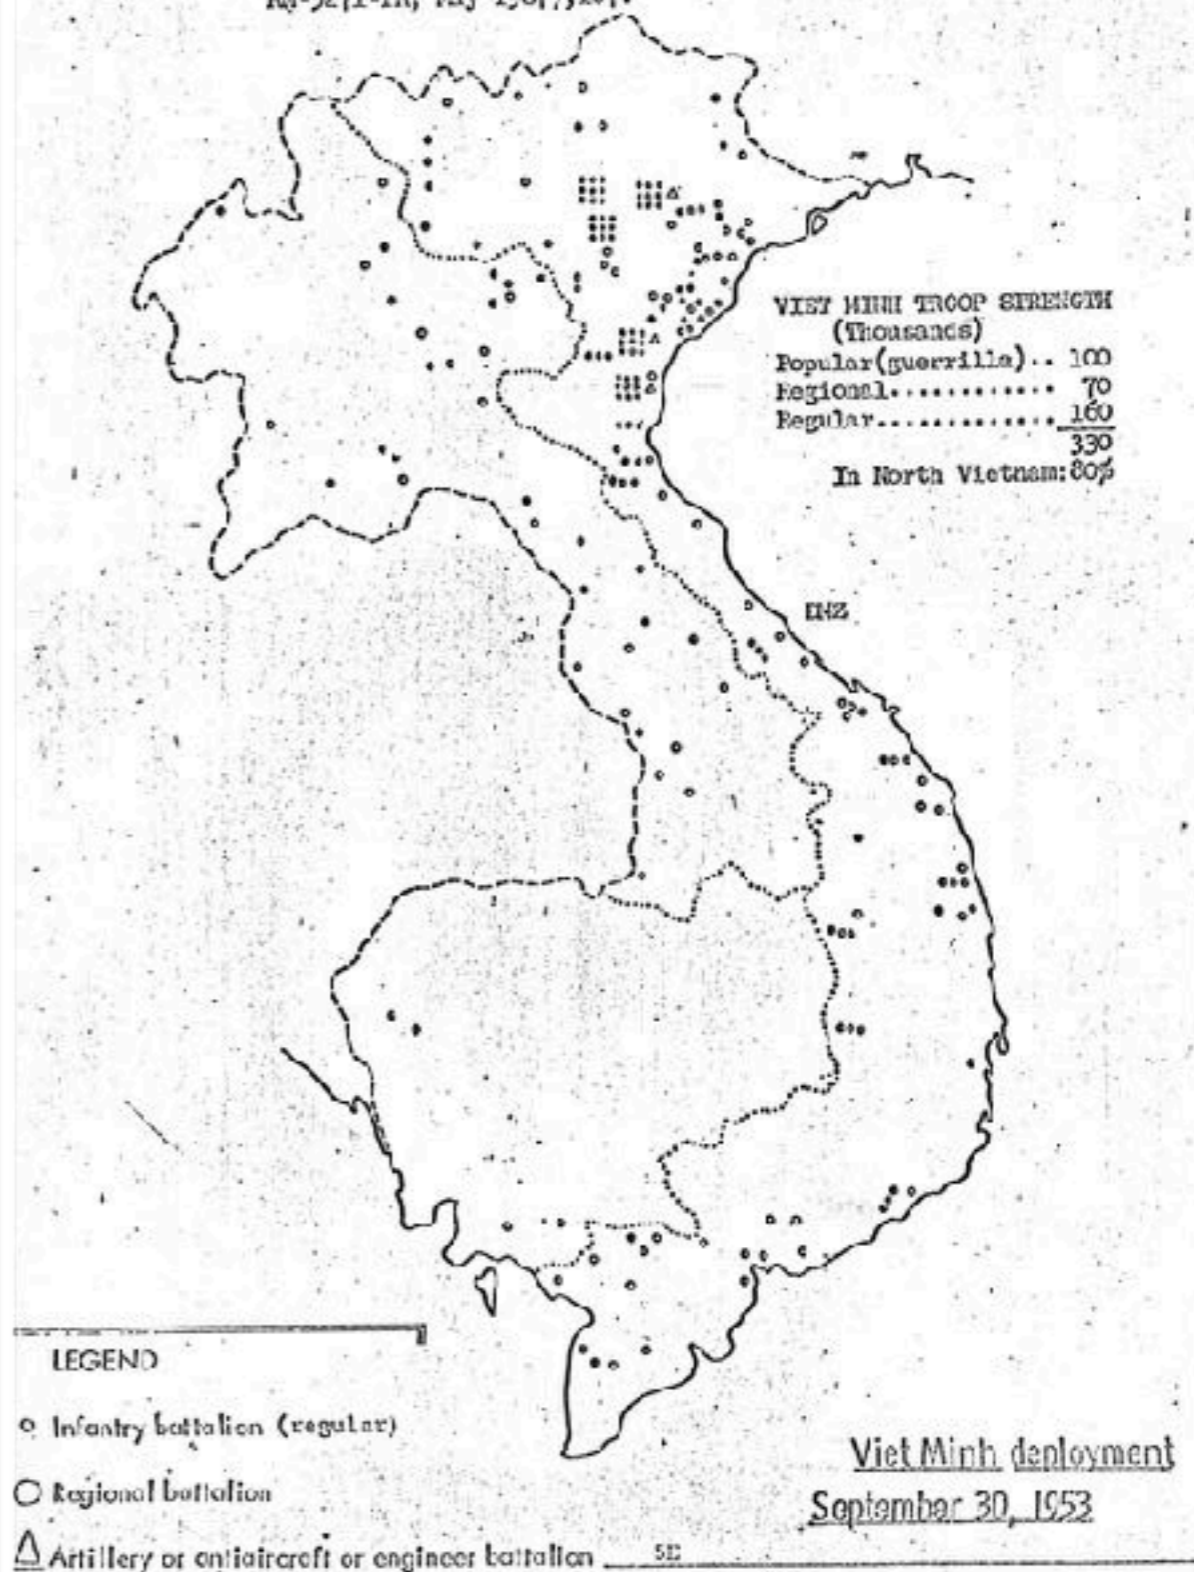 VIET MINH TROOP STRENGTH
(Thousands)
Popular(guerrilla).. 100
Regional............ 70
Regular............. 160
330
In North Vietnam: 80%
DMZ
LEGEND
Infantry battalion (regular)
Regional battalion
Artillery or antiaircraft or engineer battalion
Viet Minh deployment
September 30, 1953